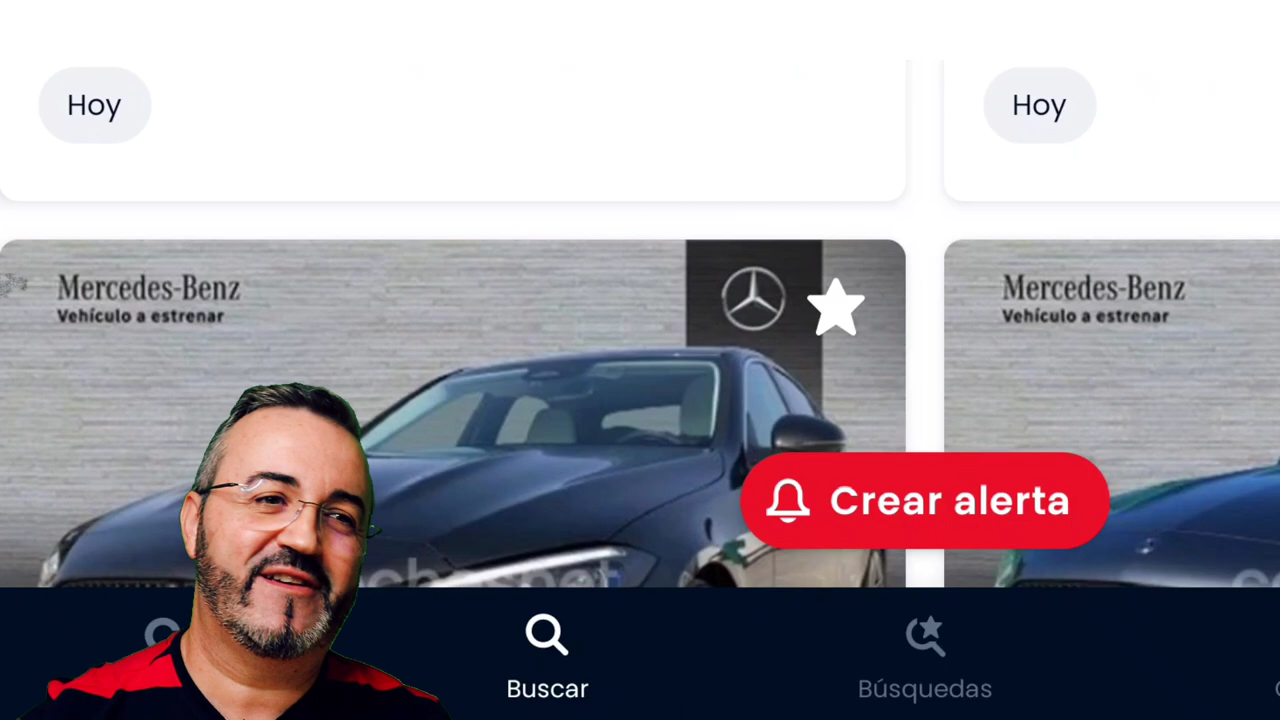 Hoy
Hoy
Mercedes-Benz
Vehículo a estrenar
Mercedes-Benz
Vehículo a estrenar
Crear alerta
Buscar
Búsquedas